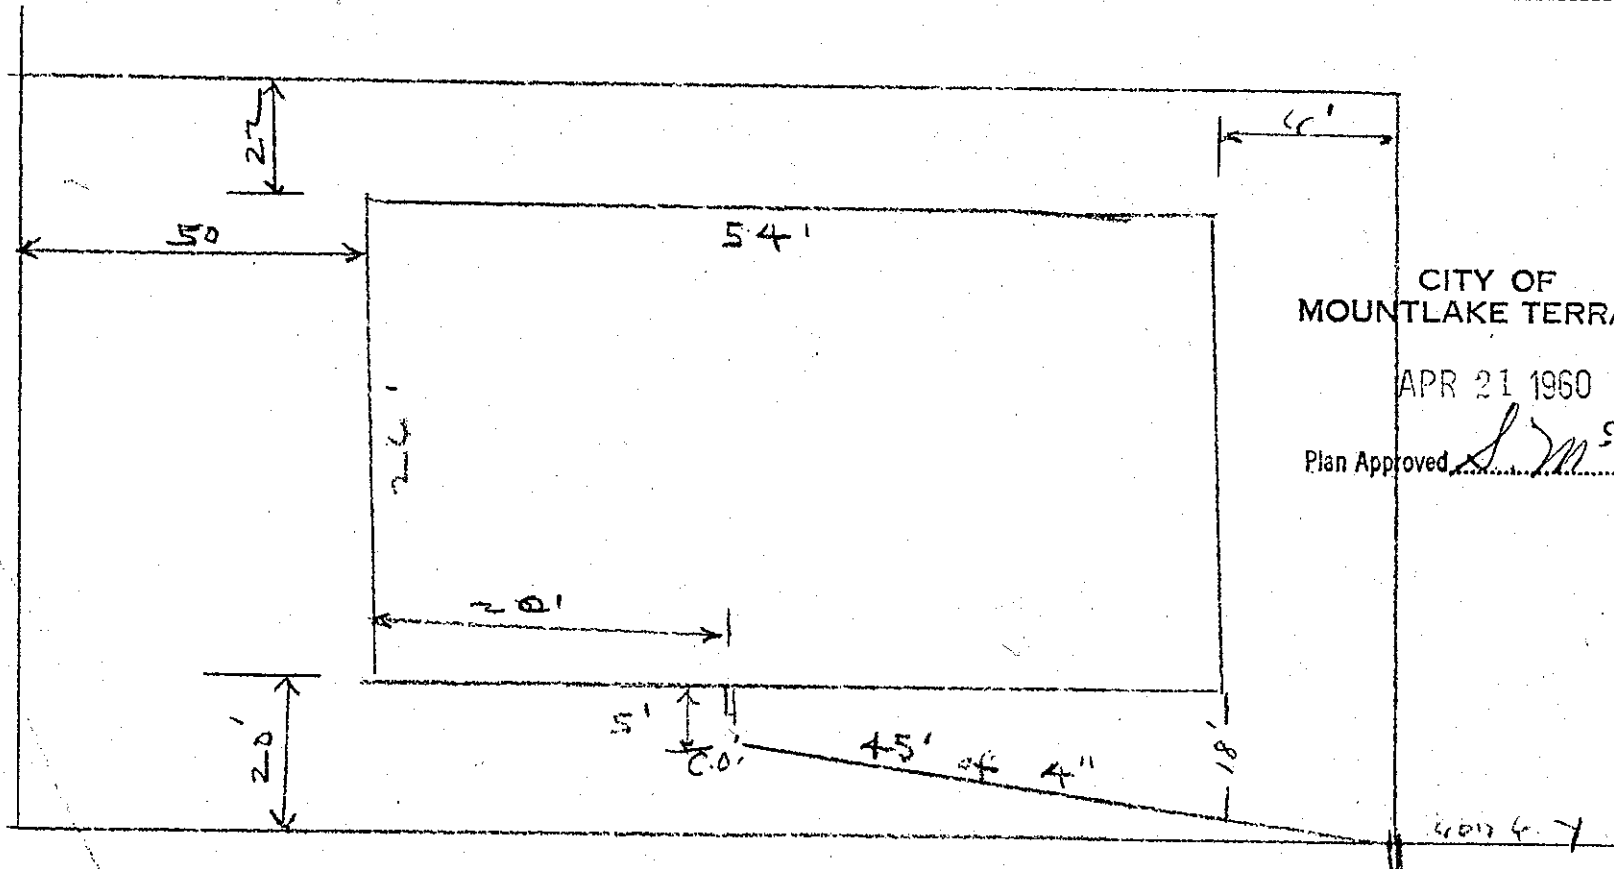 22
50
54'
CITY OF
MOUNTLAKE TERRA
APR 21 1960
Plan Approved
26'
20'
20'
5'
C.O.
45' of 4"
18'